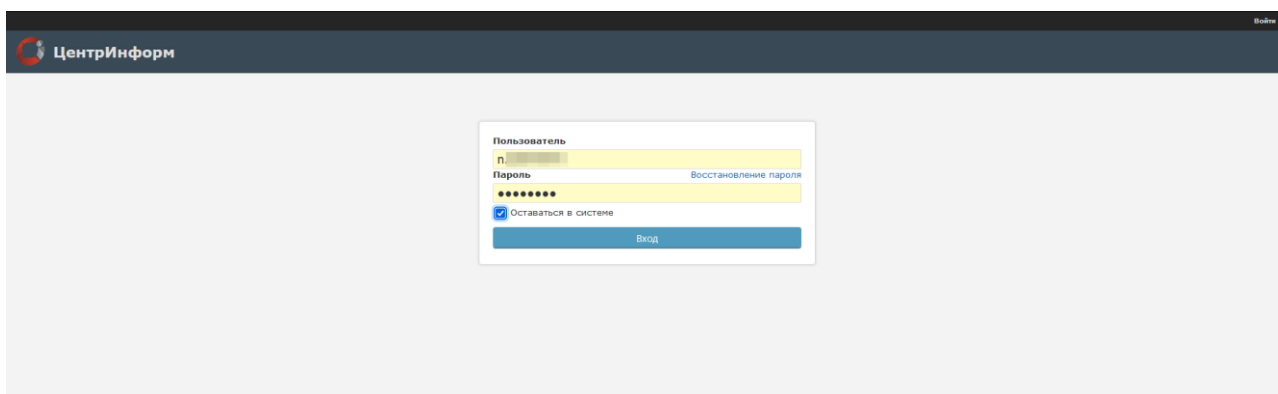 Войти
ЦентрИнформ
Пользователь
п.
Пароль Восстановление пароля
••••••••
Оставаться в системе
Вход